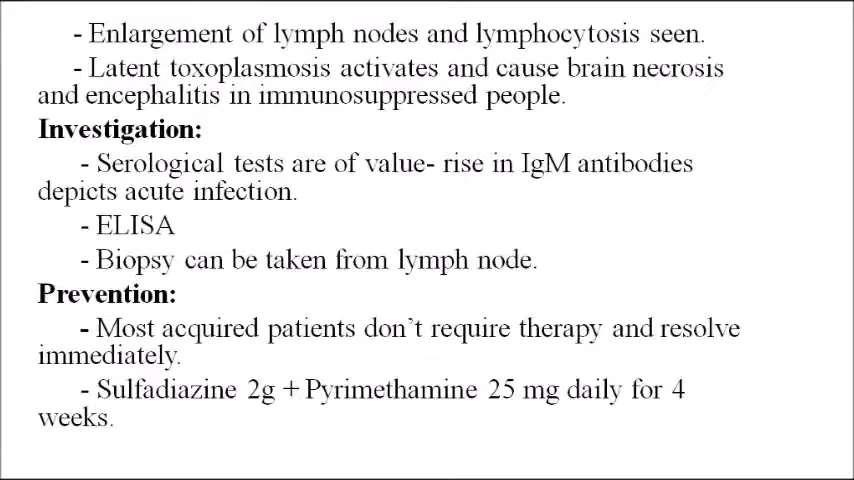 - Enlargement of lymph nodes and lymphocytosis seen.
- Latent toxoplasmosis activates and cause brain necrosis
and encephalitis in immunosuppressed people.
Investigation:
- Serological tests are of value- rise in IgM antibodies
depicts acute infection.
- ELISA
- Biopsy can be taken from lymph node.
Prevention:
- Most acquired patients don’t require therapy and resolve
immediately.
- Sulfadiazine 2g + Pyrimethamine 25 mg daily for 4
weeks.